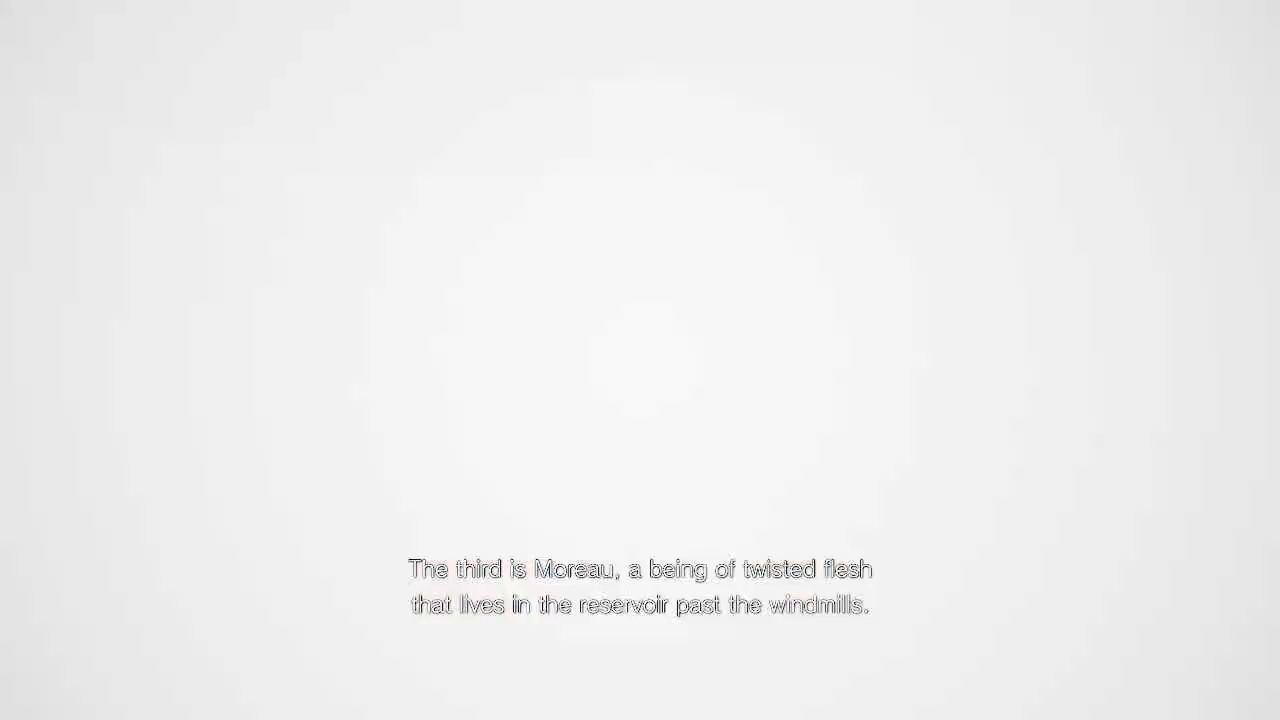 The third is Moreau, a being of twisted flesh
that lives in the reservoir past the windmills.